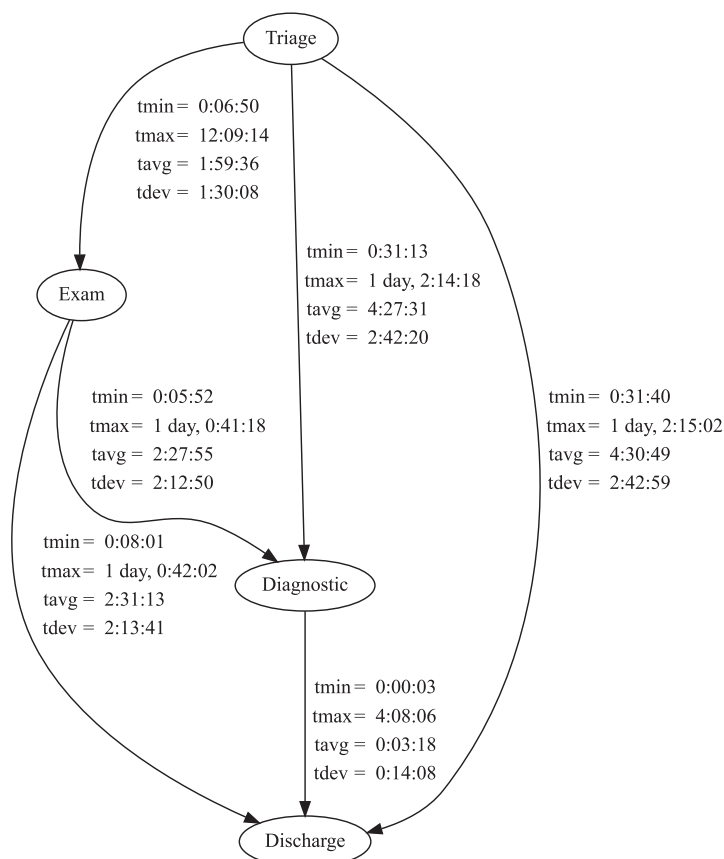 Triage
tmin = 0:06:50
tmax = 12:09:14
tavg = 1:59:36
tdev = 1:30:08
tmin = 0:31:13
tmax = 1 day, 2:14:18
tavg = 4:27:31
tdev = 2:42:20
Exam
tmin = 0:05:52
tmax = 1 day, 0:41:18
tavg = 2:27:55
tdev = 2:12:50
tmin = 0:31:40
tmax = 1 day, 2:15:02
tavg = 4:30:49
tdev = 2:42:59
tmin = 0:08:01
tmax = 1 day, 0:42:02
tavg = 2:31:13
tdev = 2:13:41
Diagnostic
tmin = 0:00:03
tmax = 4:08:06
tavg = 0:03:18
tdev = 0:14:08
Discharge